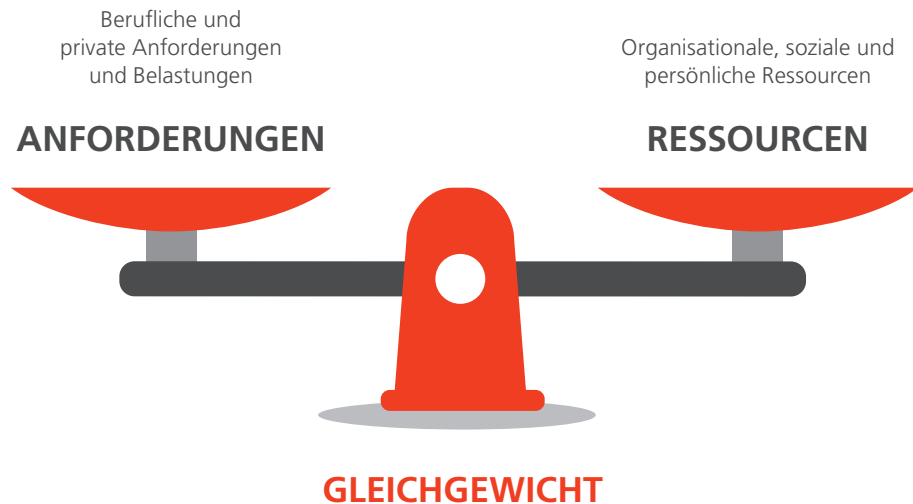 Berufliche und
private Anforderungen
und Belastungen
ANFORDERUNGEN
Organisationale, soziale und
persönliche Ressourcen
RESSOURCEN
GLEICHGEWICHT